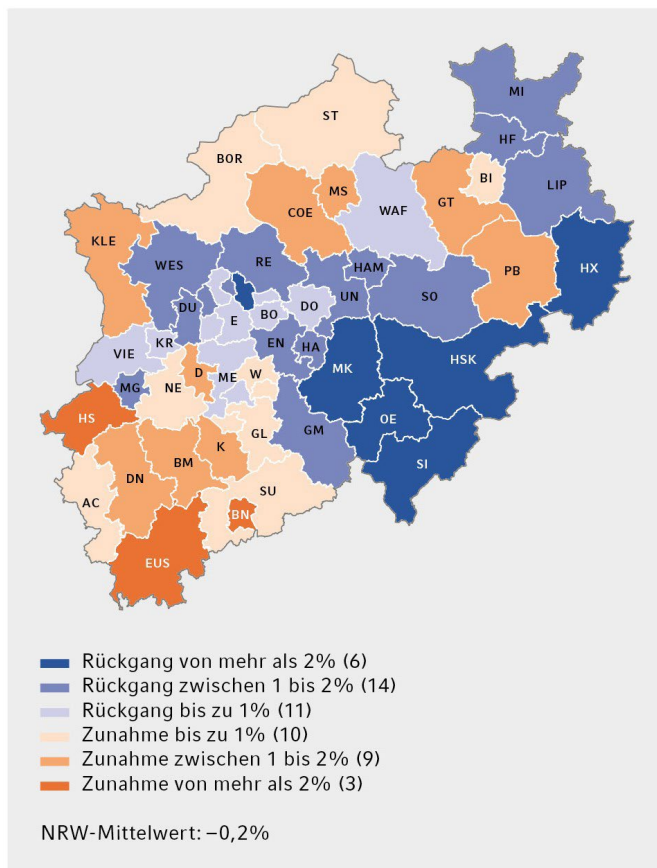 MI
ST
HF
BOR
BI
MS
LIP
GT
COE
WAF
KLE
WES
RE
HAM
PB
HX
DU
UN
SO
DO
BO
E
KR
EN
HA
VIE
HSK
MK
D
ME
W
MG
NE
HS
OE
GL
GM
K
BM
SI
DN
SU
AC
BN
EUS
Rückgang von mehr als 2% (6)
Rückgang zwischen 1 bis 2% (14)
Rückgang bis zu 1% (11)
Zunahme bis zu 1% (10)
Zunahme zwischen 1 bis 2% (9)
Zunahme von mehr als 2% (3)
NRW-Mittelwert: –0,2%